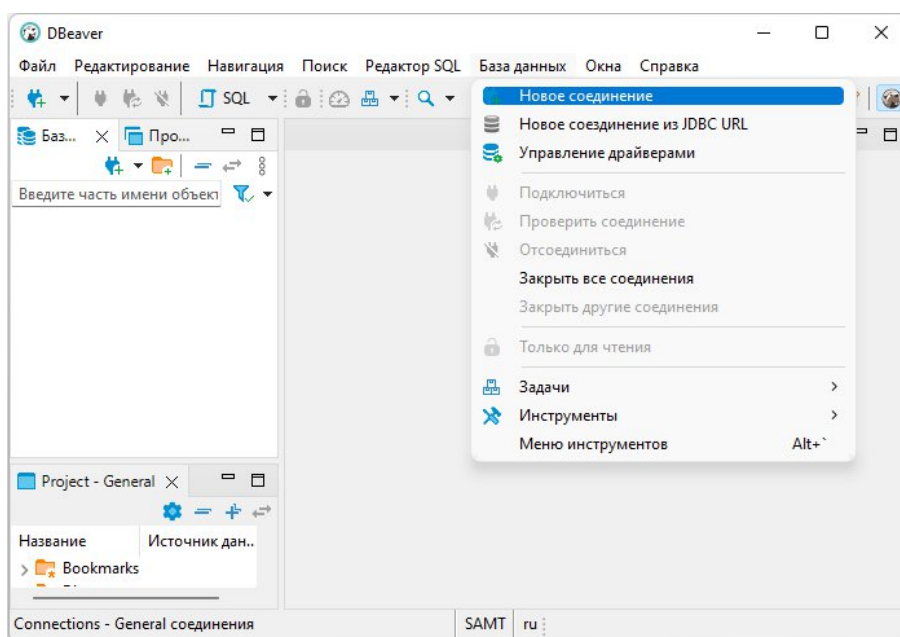 DBeaver
Файл Редактирование Навигация Поиск Редактор SQL База данных Окна Справка
SQL
Новое соединение
Баз... Про...
Новое соездинение из JDBC URL
Управление драйверами
Введите часть имени объект
Подключиться
Проверить соединение
Отсоединиться
Закрыть все соединения
Закрыть другие соединения
Только для чтения
Задачи
Инструменты
Меню инструментов Alt+`
Project - General
Название Источник дан..
Bookmarks
Connections - General соединения SAMT ru